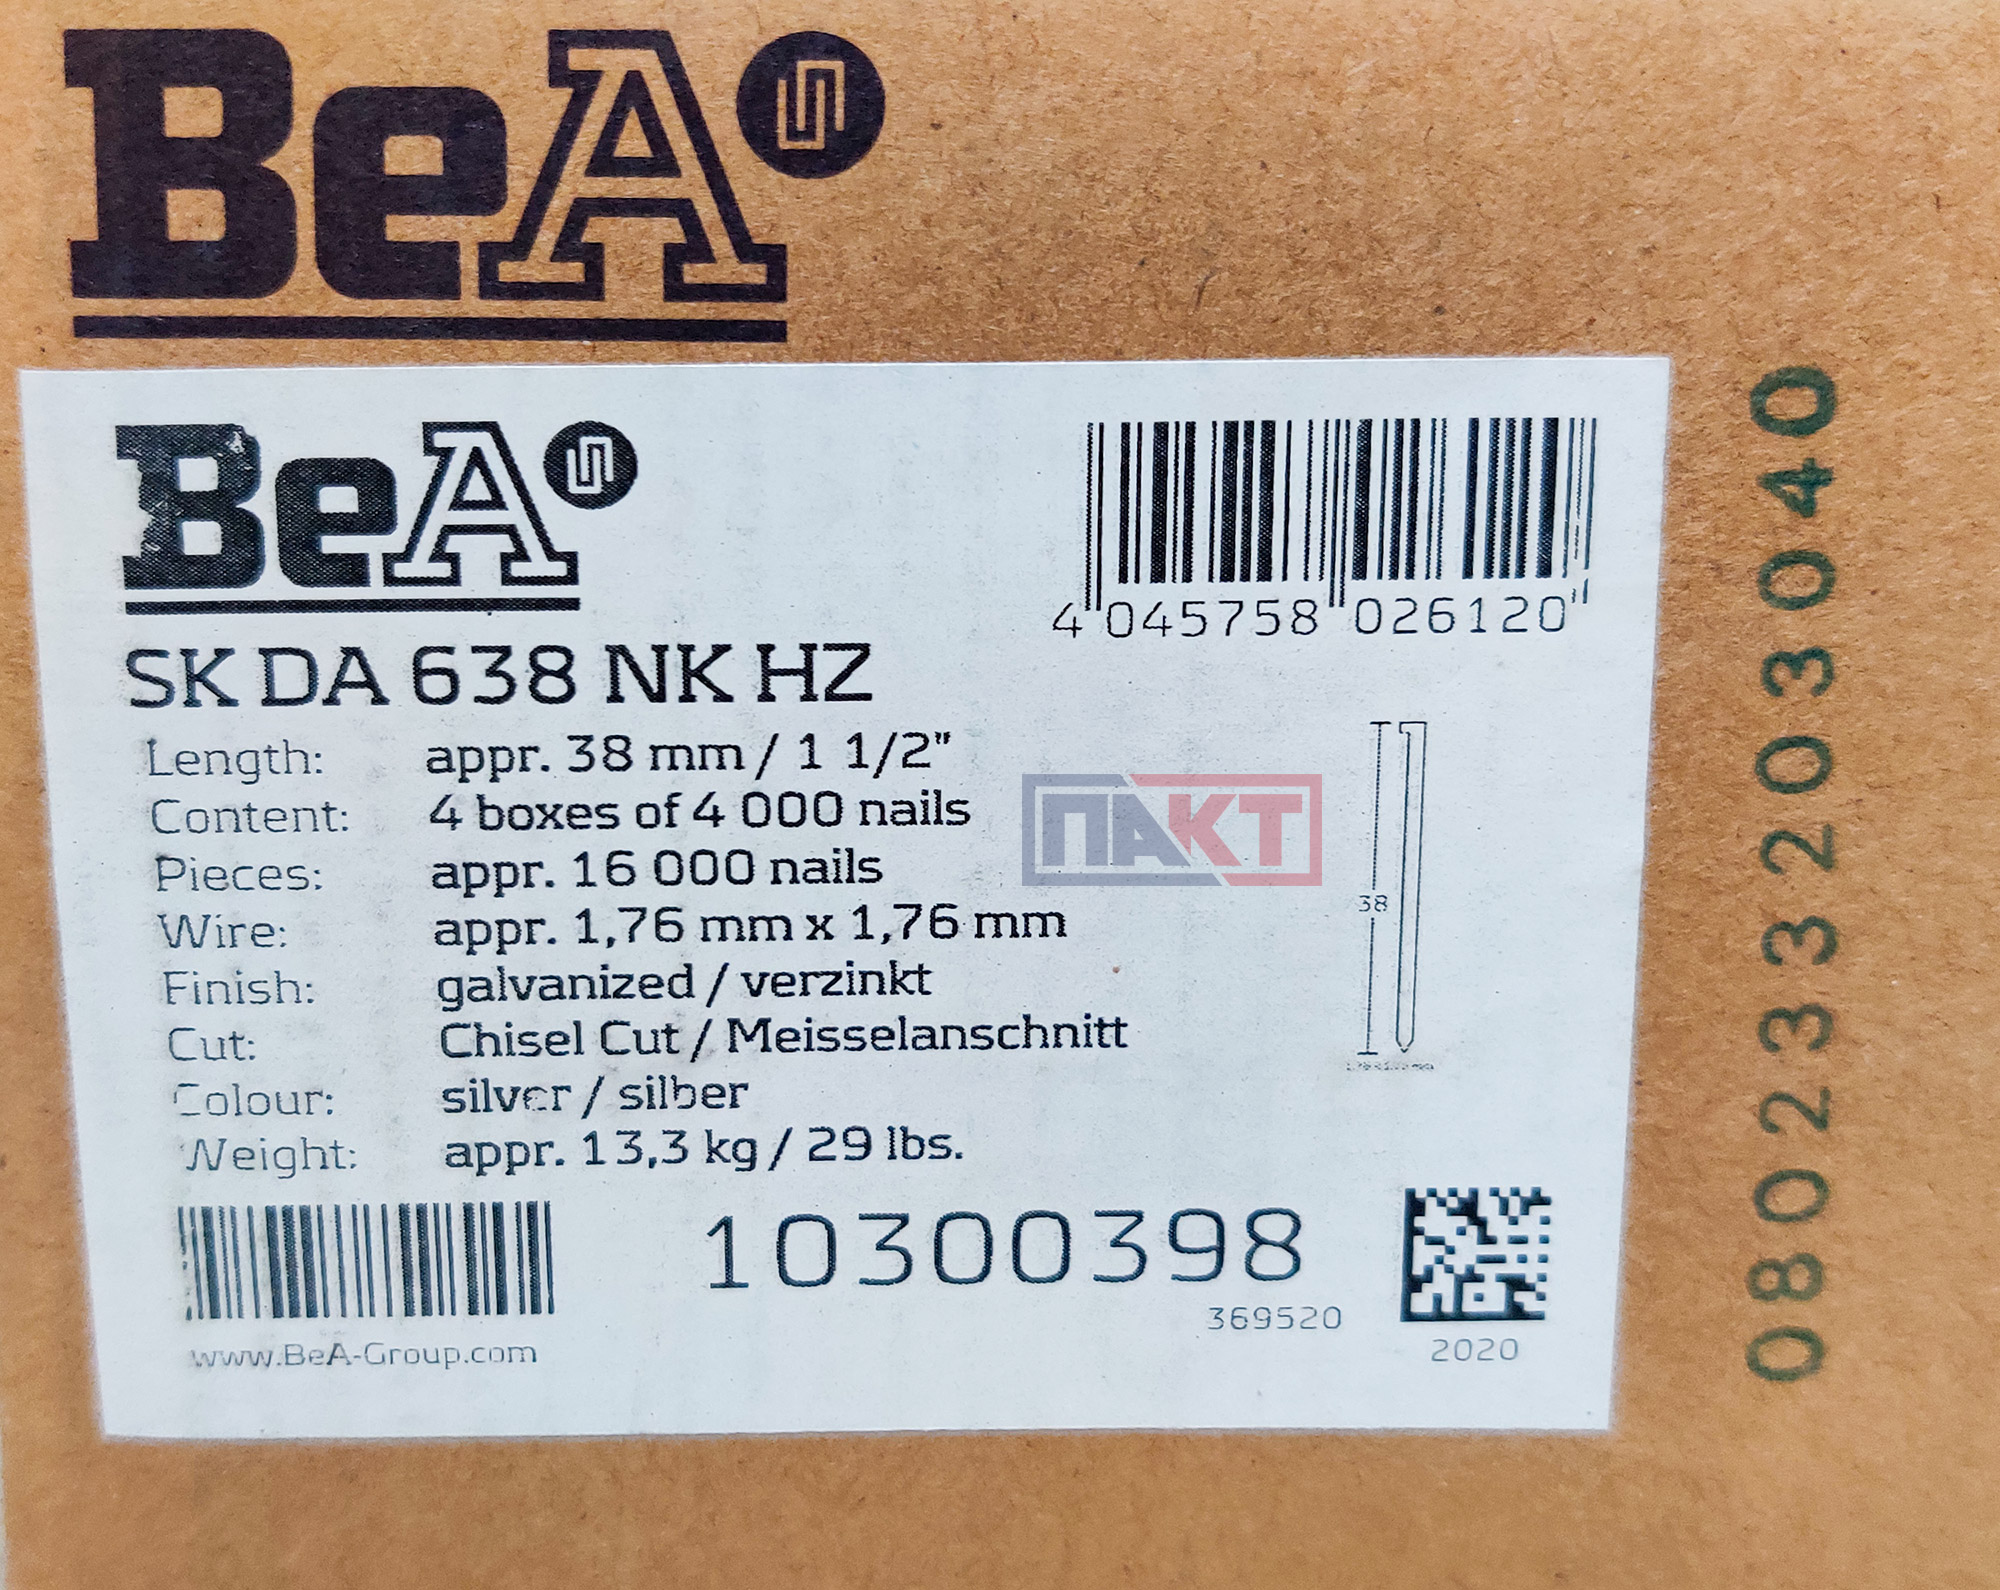 BeA
BeA
4 045758 026120
SK DA 638 NK HZ
Length: appr. 38 mm / 1 1/2"
Content: 4 boxes of 4 000 nails
Pieces: appr. 16 000 nails
Wire: appr. 1,76 mm x 1,76 mm
Finish: galvanized / verzinkt
Cut: Chisel Cut / Meisselanschnitt
Colour: silver / silber
Weight: appr. 13,3 kg / 29 lbs.
38
ПАКТ
10300398
369520
2020
www.BeA-Group.com
080233203040